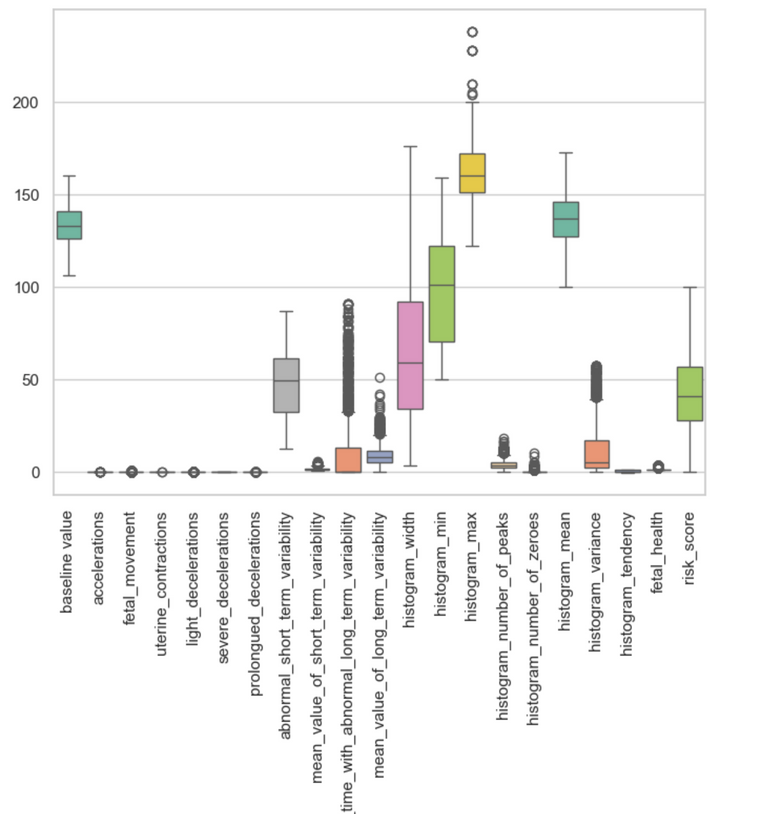 200
150
100
50
0
baseline value
accelerations
fetal_movement
uterine_contractions
light_decelerations
severe_decelerations
prolongued_decelerations
abnormal_short_term_variability
mean_value_of_short_term_variability
_time_with_abnormal_long_term_variability
mean_value_of_long_term_variability
histogram_width
histogram_min
histogram_max
histogram_number_of_peaks
histogram_number_of_zeroes
histogram_mean
histogram_variance
histogram_tendency
fetal_health
risk_score